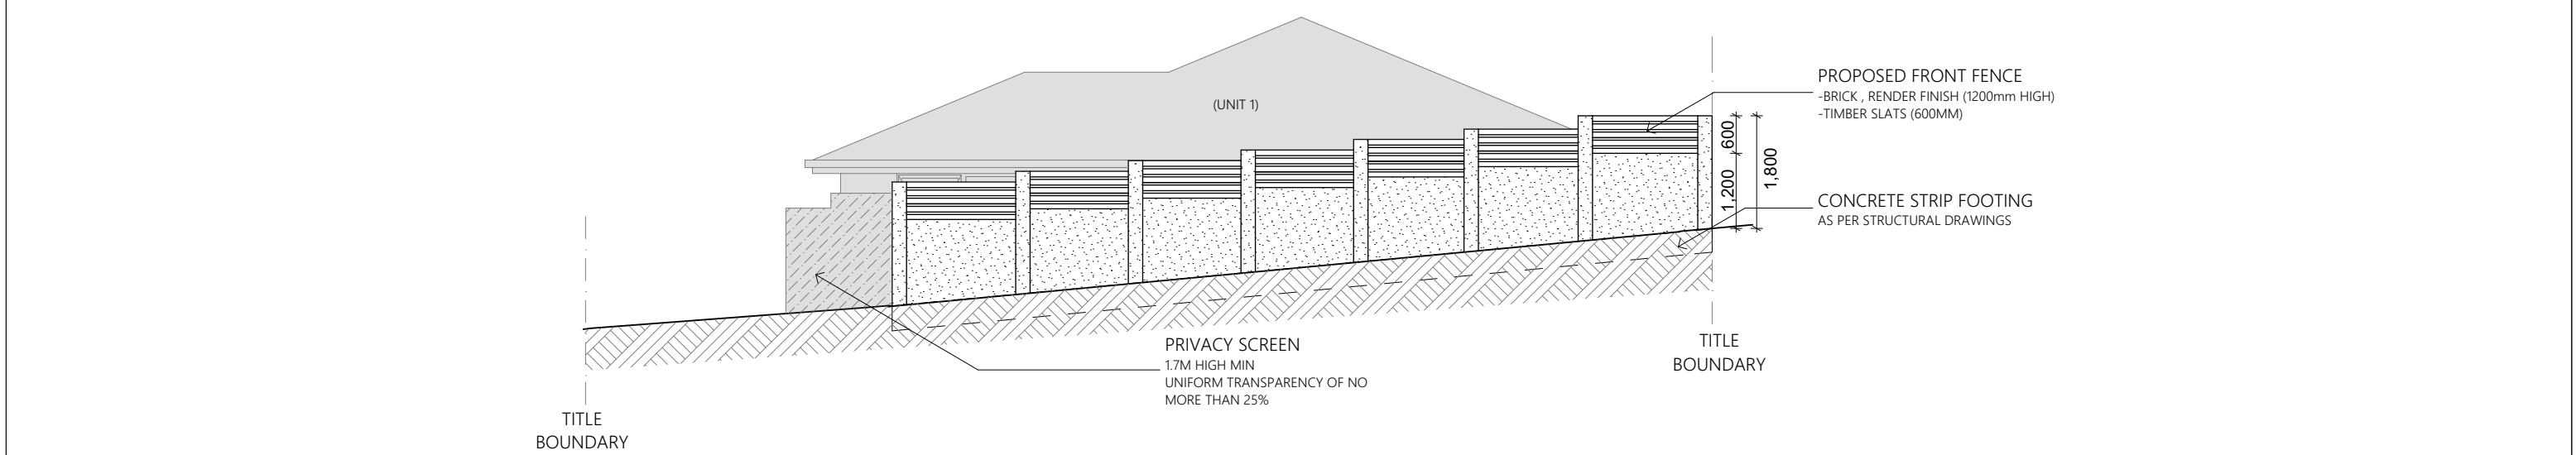 (UNIT 1)
PROPOSED FRONT FENCE
-BRICK , RENDER FINISH (1200mm HIGH)
-TIMBER SLATS (600MM)
600
1,200
1,800
CONCRETE STRIP FOOTING
AS PER STRUCTURAL DRAWINGS
PRIVACY SCREEN
1.7M HIGH MIN
UNIFORM TRANSPARENCY OF NO
MORE THAN 25%
TITLE
BOUNDARY
TITLE
BOUNDARY